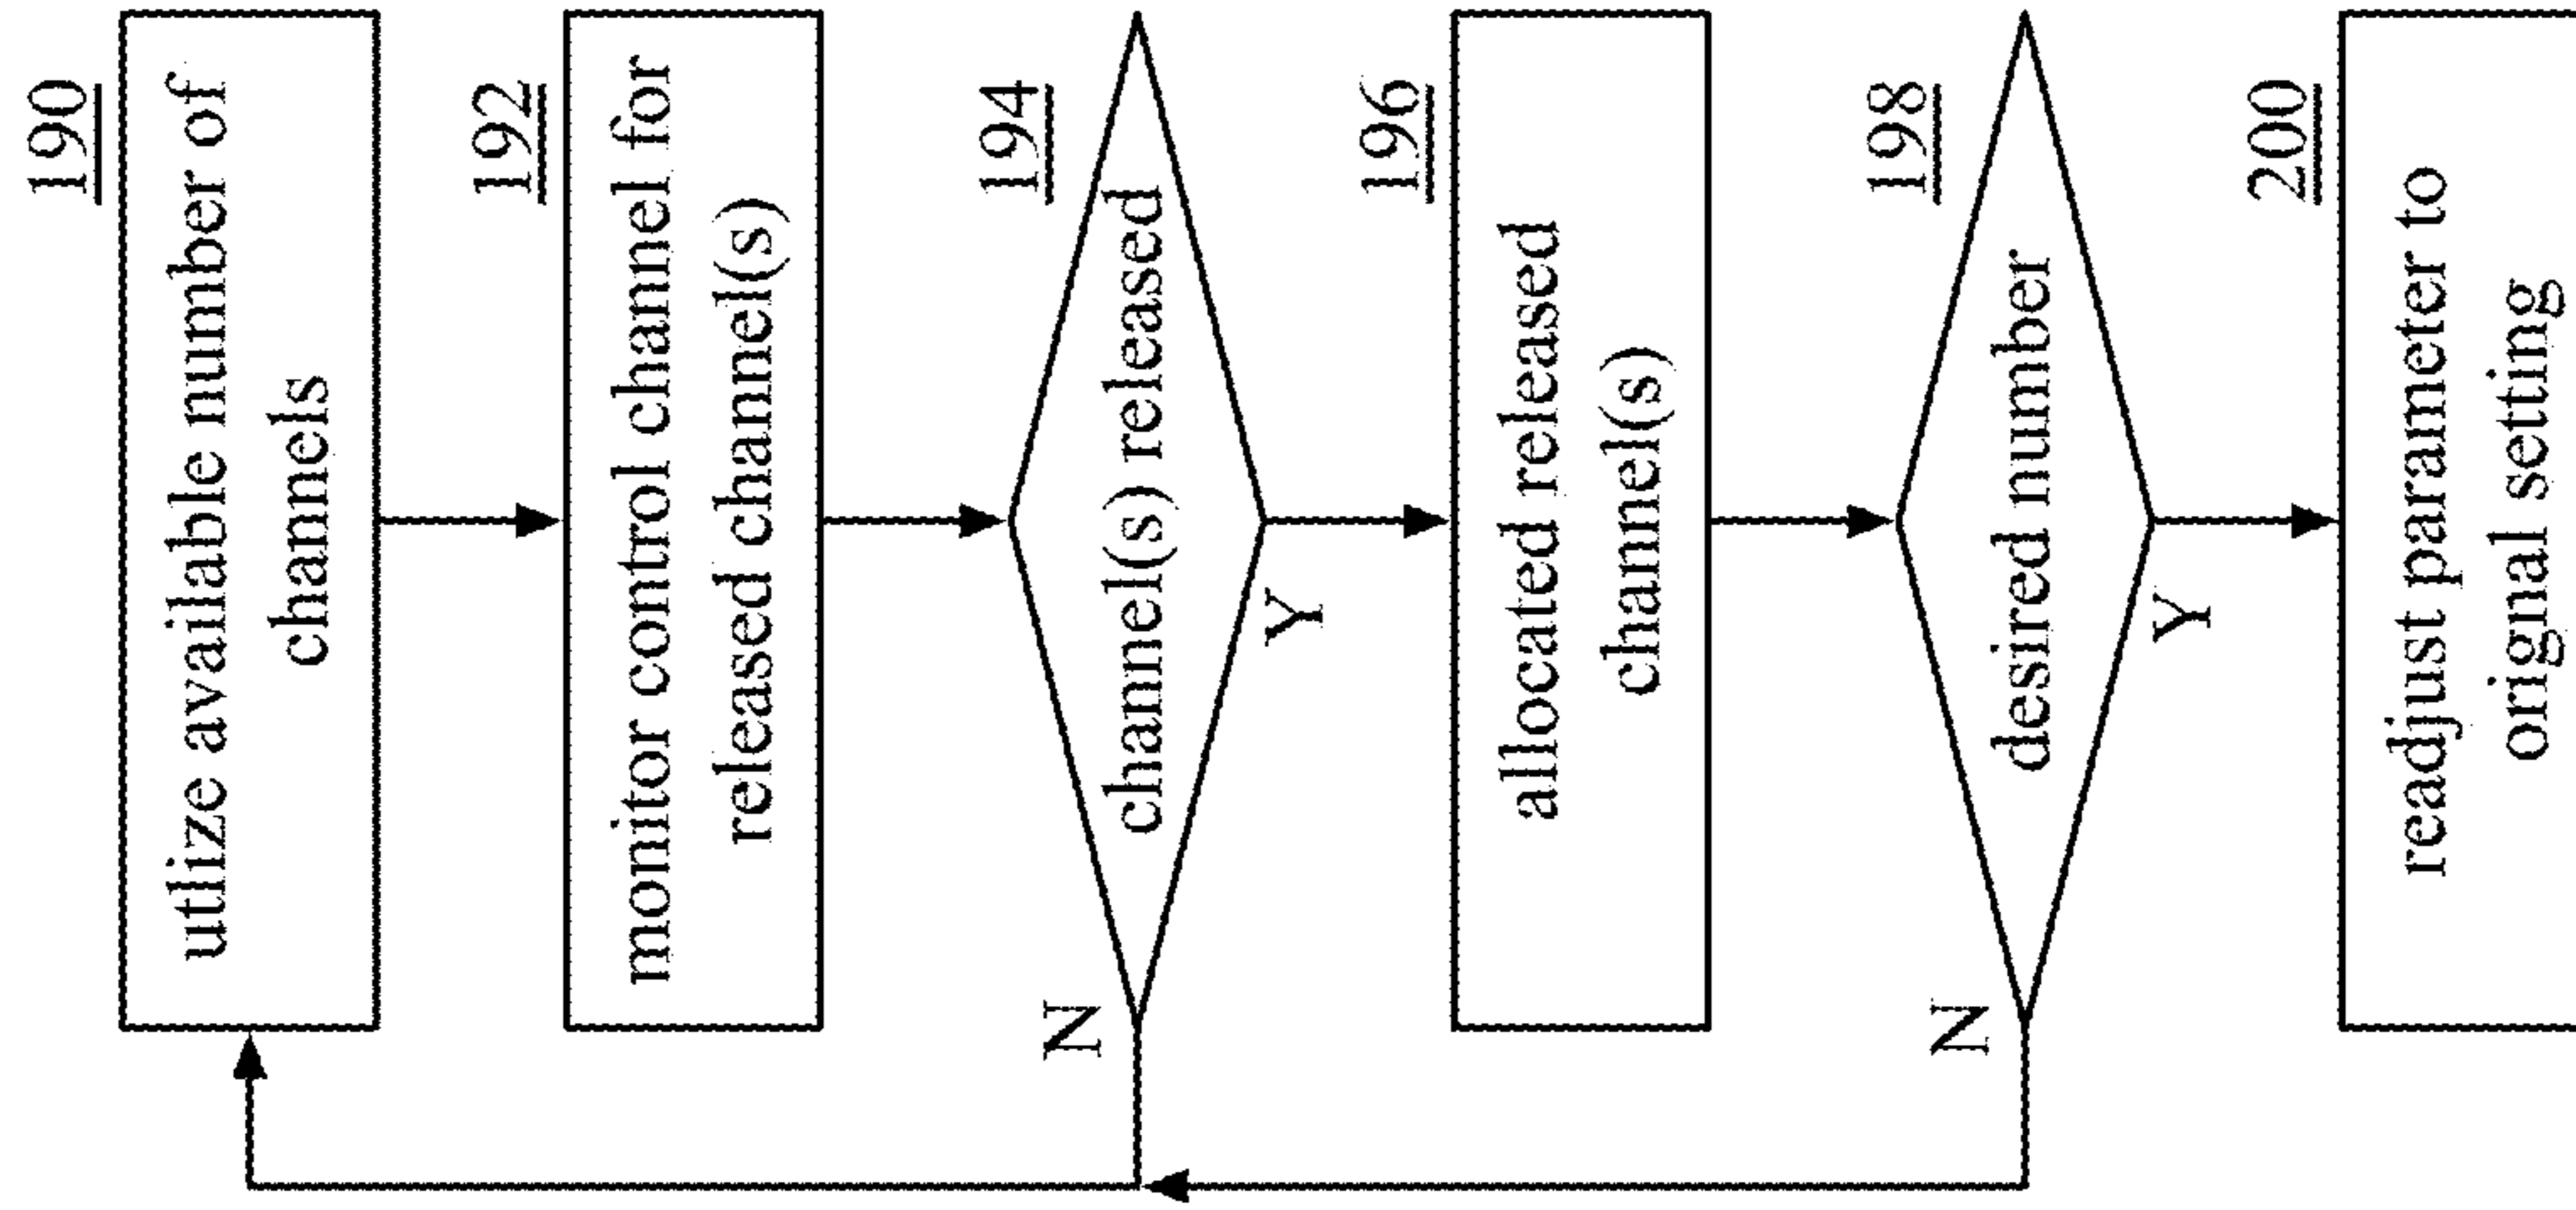 190
utlize available number of
channels
192
monitor control channel for
released channel(s)
194
channel(s) released
N
Y
196
allocated released
channel(s)
198
desired number
N
Y
200
readjust parameter to
orignal setting